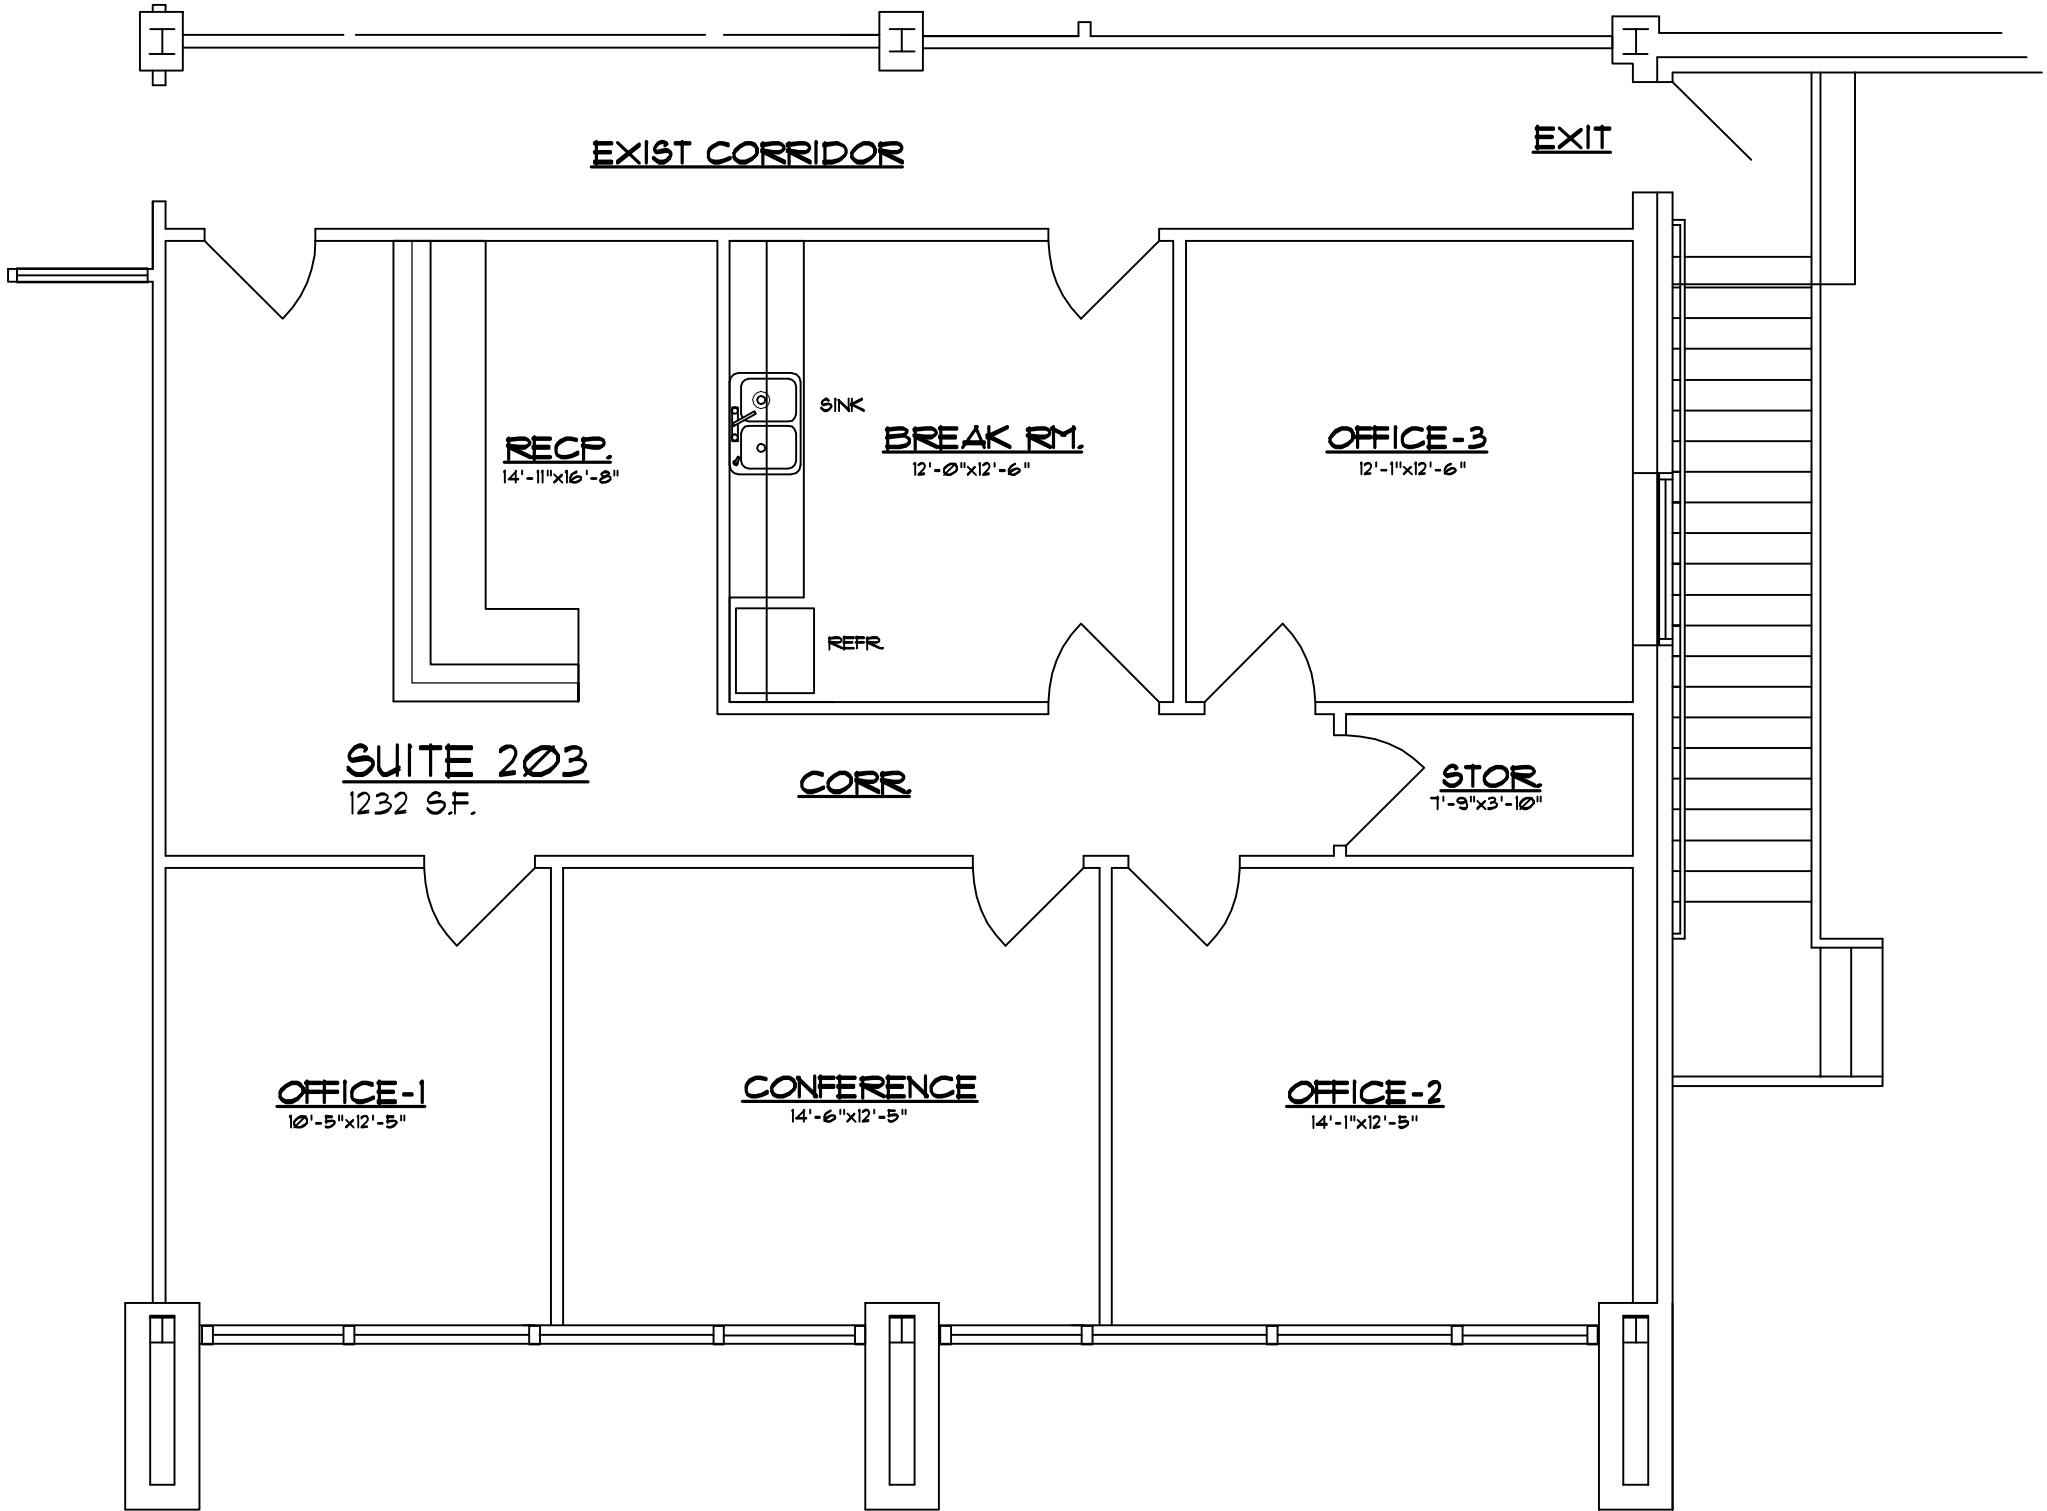 EXIST CORRIDOR
EXIT
SINK
RECP.
14'-11"x16'-8"
BREAK RM.
12'-0"x12'-6"
OFFICE-3
12'-1"x12'-6"
REFR.
SUITE 203
1232 S.F.
CORR.
STOR.
7'-9"x3'-10"
OFFICE-1
10'-5"x12'-5"
CONFERENCE
14'-6"x12'-5"
OFFICE-2
14'-1"x12'-5"